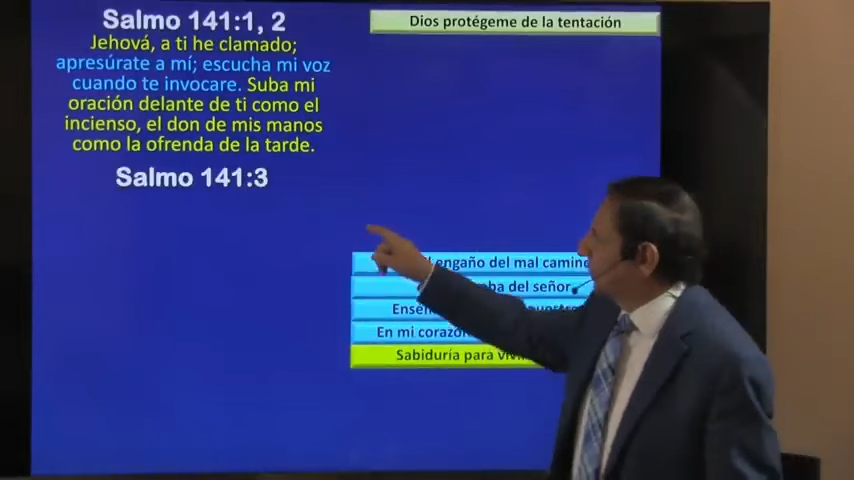 Salmo 141:1, 2
Jehová, a ti he clamado;
apresúrate a mí; escucha mi voz
cuando te invocare. Suba mi
oración delante de ti como el
incienso, el don de mis manos
como la ofrenda de la tarde.
Salmo 141:3
Dios protégeme de la tentación
engaño del mal camino
del señor
En mi corazón
Sabiduría para